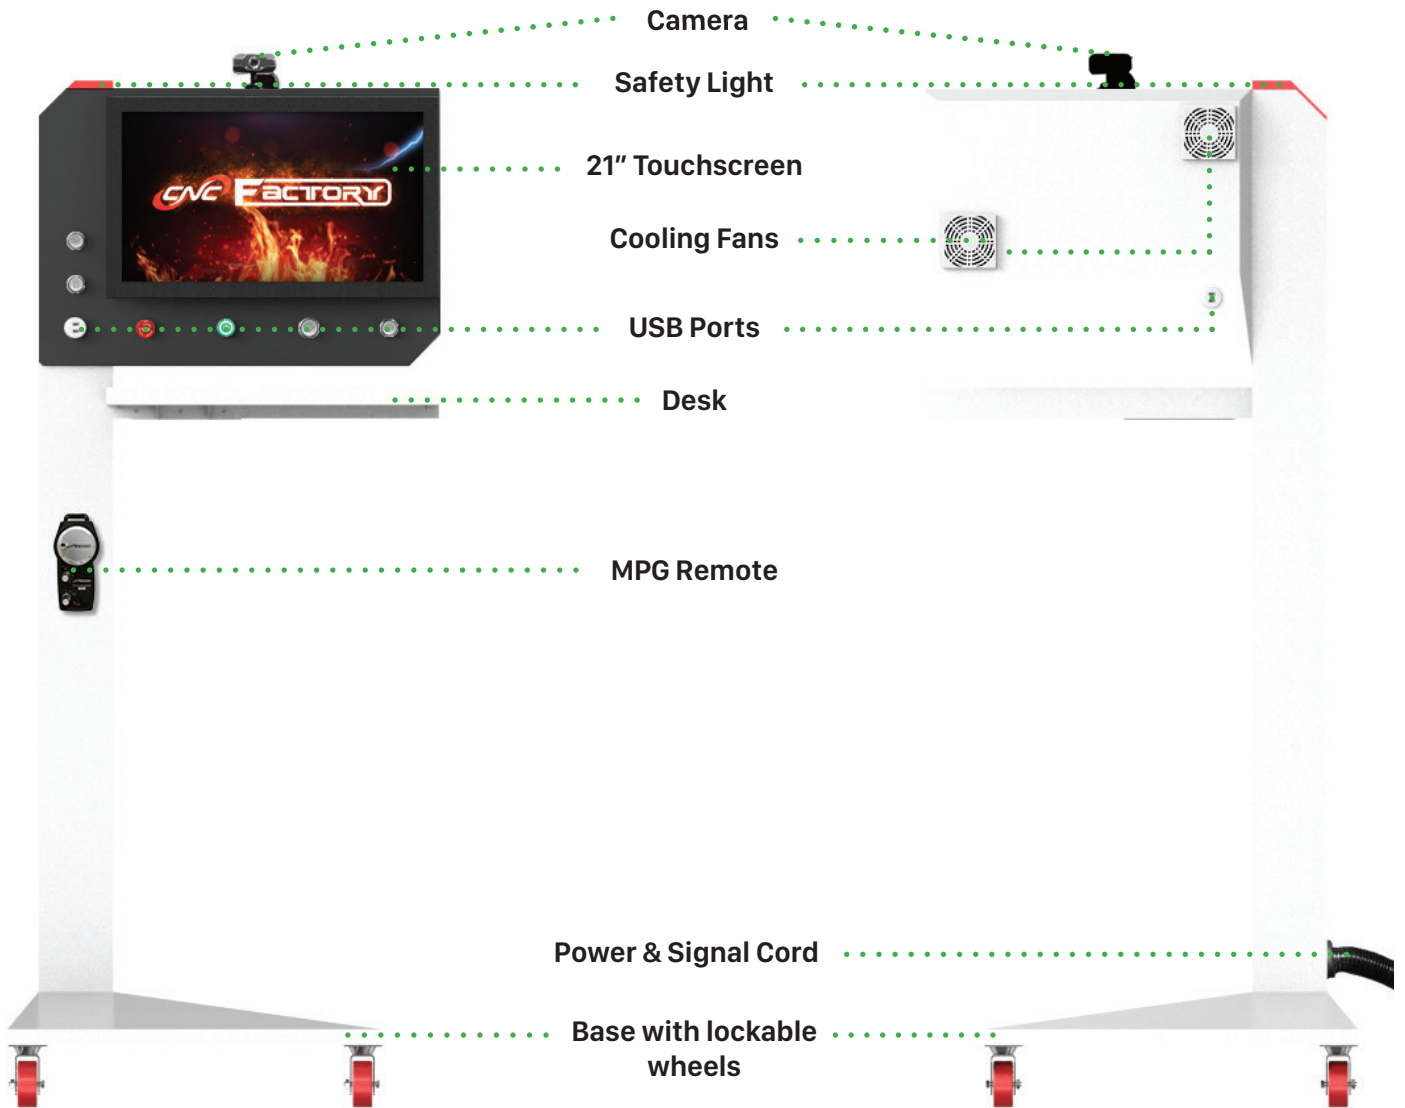 Camera
Safety Light
21” Touchscreen
CNC FACTORY
Cooling Fans
USB Ports
Desk
MPG Remote
Power & Signal Cord
Base with lockable
wheels